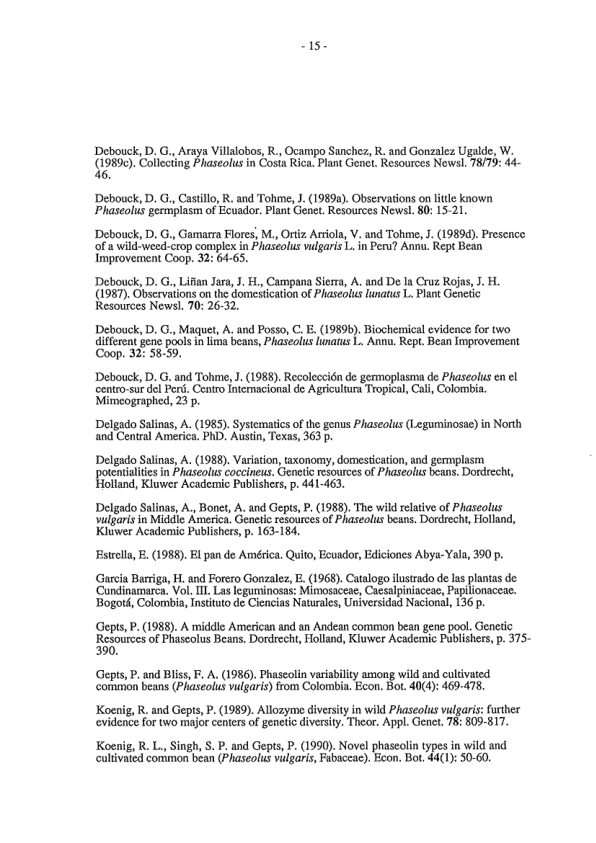 - 15 -
Debouck, D. G., Araya Villalobos, R., Ocampo Sanchez, R. and Gonzalez Ugalde, W.
(1989c). Collecting Phaseolus in Costa Rica. Plant Genet. Resources Newsl. 78/79: 44-
46.
Debouck, D. G., Castillo, R. and Tohme, J. (1989a). Observations on little known
Phaseolus germplasm of Ecuador. Plant Genet. Resources Newsl. 80: 15-21.
Debouck, D. G., Gamarra Flores, M., Ortiz Arriola, V. and Tohme, J. (1989d). Presence
of a wild-weed-crop complex in Phaseolus vulgaris L. in Peru? Annu. Rept Bean
Improvement Coop. 32: 64-65.
Debouck, D. G., Liñan Jara, J. H., Campana Sierra, A. and De la Cruz Rojas, J. H.
(1987). Observations on the domestication of Phaseolus lunatus L. Plant Genetic
Resources Newsl. 70: 26-32.
Debouck, D. G., Maquet, A. and Posso, C. E. (1989b). Biochemical evidence for two
different gene pools in lima beans, Phaseolus lunatus L. Annu. Rept. Bean Improvement
Coop. 32: 58-59.
Debouck, D. G. and Tohme, J. (1988). Recolección de germoplasma de Phaseolus en el
centro-sur del Perú. Centro Internacional de Agricultura Tropical, Cali, Colombia.
Mimeographed, 23 p.
Delgado Salinas, A. (1985). Systematics of the genus Phaseolus (Leguminosae) in North
and Central America. PhD. Austin, Texas, 363 p.
Delgado Salinas, A. (1988). Variation, taxonomy, domestication, and germplasm
potentialities in Phaseolus coccineus. Genetic resources of Phaseolus beans. Dordrecht,
Holland, Kluwer Academic Publishers, p. 441-463.
Delgado Salinas, A., Bonet, A. and Gepts, P. (1988). The wild relative of Phaseolus
vulgaris in Middle America. Genetic resources of Phaseolus beans. Dordrecht, Holland,
Kluwer Academic Publishers, p. 163-184.
Estrella, E. (1988). El pan de América. Quito, Ecuador, Ediciones Abya-Yala, 390 p.
Garcia Barriga, H. and Forero Gonzalez, E. (1968). Catalogo ilustrado de las plantas de
Cundinamarca. Vol. III. Las leguminosas: Mimosaceae, Caesalpiniaceae, Papilionaceae.
Bogotá, Colombia, Instituto de Ciencias Naturales, Universidad Nacional, 136 p.
Gepts, P. (1988). A middle American and an Andean common bean gene pool. Genetic
Resources of Phaseolus Beans. Dordrecht, Holland, Kluwer Academic Publishers, p. 375-
390.
Gepts, P. and Bliss, F. A. (1986). Phaseolin variability among wild and cultivated
common beans (Phaseolus vulgaris) from Colombia. Econ. Bot. 40(4): 469-478.
Koenig, R. and Gepts, P. (1989). Allozyme diversity in wild Phaseolus vulgaris: further
evidence for two major centers of genetic diversity. Theor. Appl. Genet. 78: 809-817.
Koenig, R. L., Singh, S. P. and Gepts, P. (1990). Novel phaseolin types in wild and
cultivated common bean (Phaseolus vulgaris, Fabaceae). Econ. Bot. 44(1): 50-60.